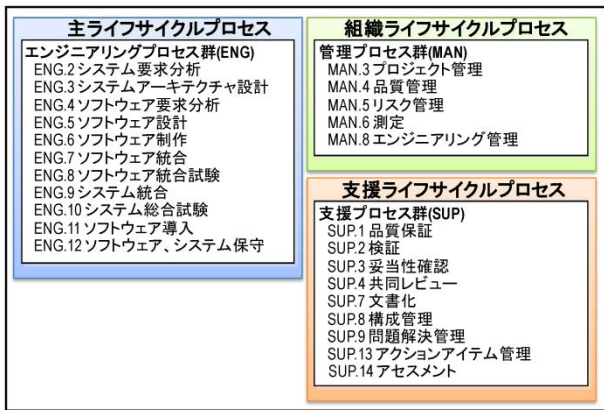 主ライフサイクルプロセス
エンジニアリングプロセス群(ENG)
ENG.2 システム要求分析
ENG.3 システムアーキテクチャ設計
ENG.4 ソフトウェア要求分析
ENG.5 ソフトウェア設計
ENG.6 ソフトウェア制作
ENG.7 ソフトウェア統合
ENG.8 ソフトウェア統合試験
ENG.9 システム統合
ENG.10 システム総合試験
ENG.11 ソフトウェア導入
ENG.12 ソフトウェア、システム保守
組織ライフサイクルプロセス
管理プロセス群(MAN)
MAN.3 プロジェクト管理
MAN.4 品質管理
MAN.5 リスク管理
MAN.6 測定
MAN.8 エンジニアリング管理
支援ライフサイクルプロセス
支援プロセス群(SUP)
SUP.1 品質保証
SUP.2 検証
SUP.3 妥当性確認
SUP.4 共同レビュー
SUP.7 文書化
SUP.8 構成管理
SUP.9 問題解決管理
SUP.13 アクションアイテム管理
SUP.14 アセスメント